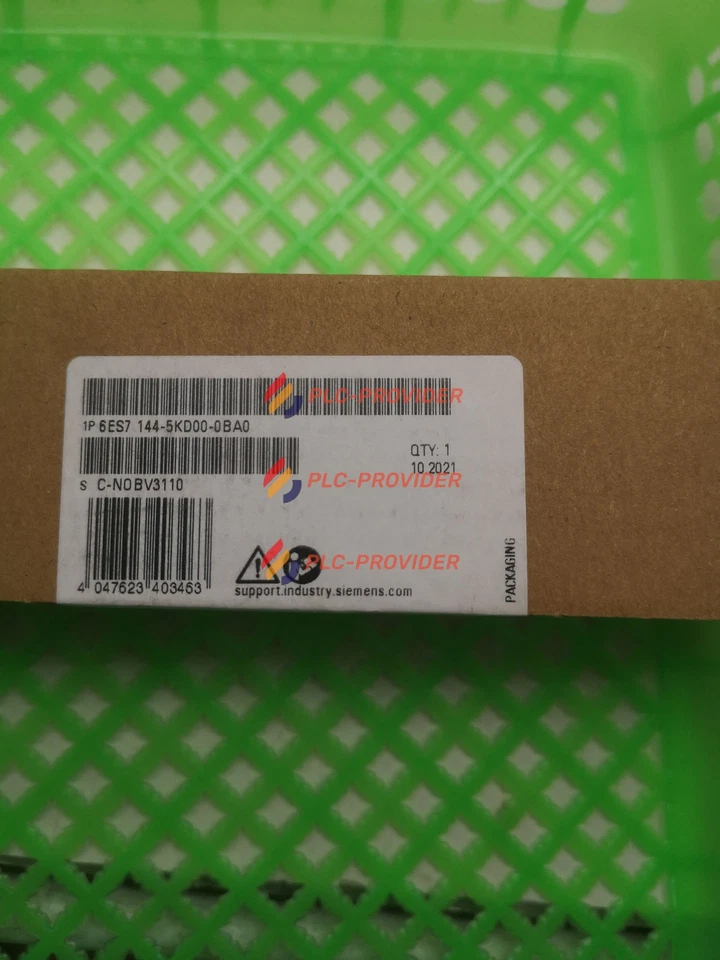 PLC-PROVIDER
1P 6ES7 144-5KD00-0BA0
QTY: 1
10.2021
PLC-PROVIDER
S C-N0BV3110
PLC-PROVIDER
4 047623 403463
support.industry.siemens.com
PACKAGING